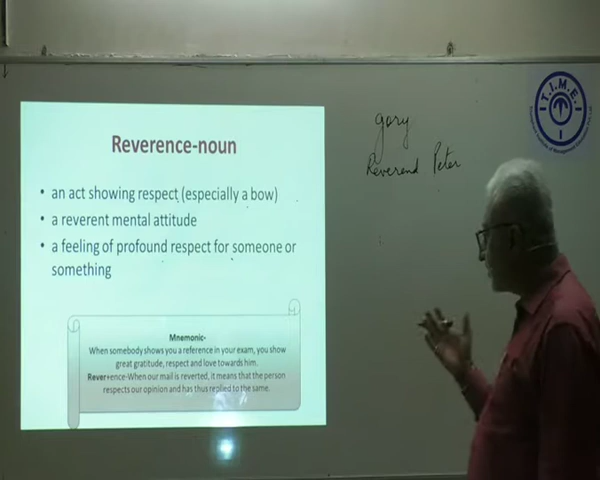 Reverence-noun
• an act showing respect (especially a bow)
• a reverent mental attitude
• a feeling of profound respect for someone or
something
Mnemonic-
When somebody shows you a reference in your exam, you show
great gratitude, respect and love towards him.
Rever+ence-When our mail is reverted, it means that the person
respects our opinion and has thus replied to the same.
gory
Reverend Peter
T.I.M.E.